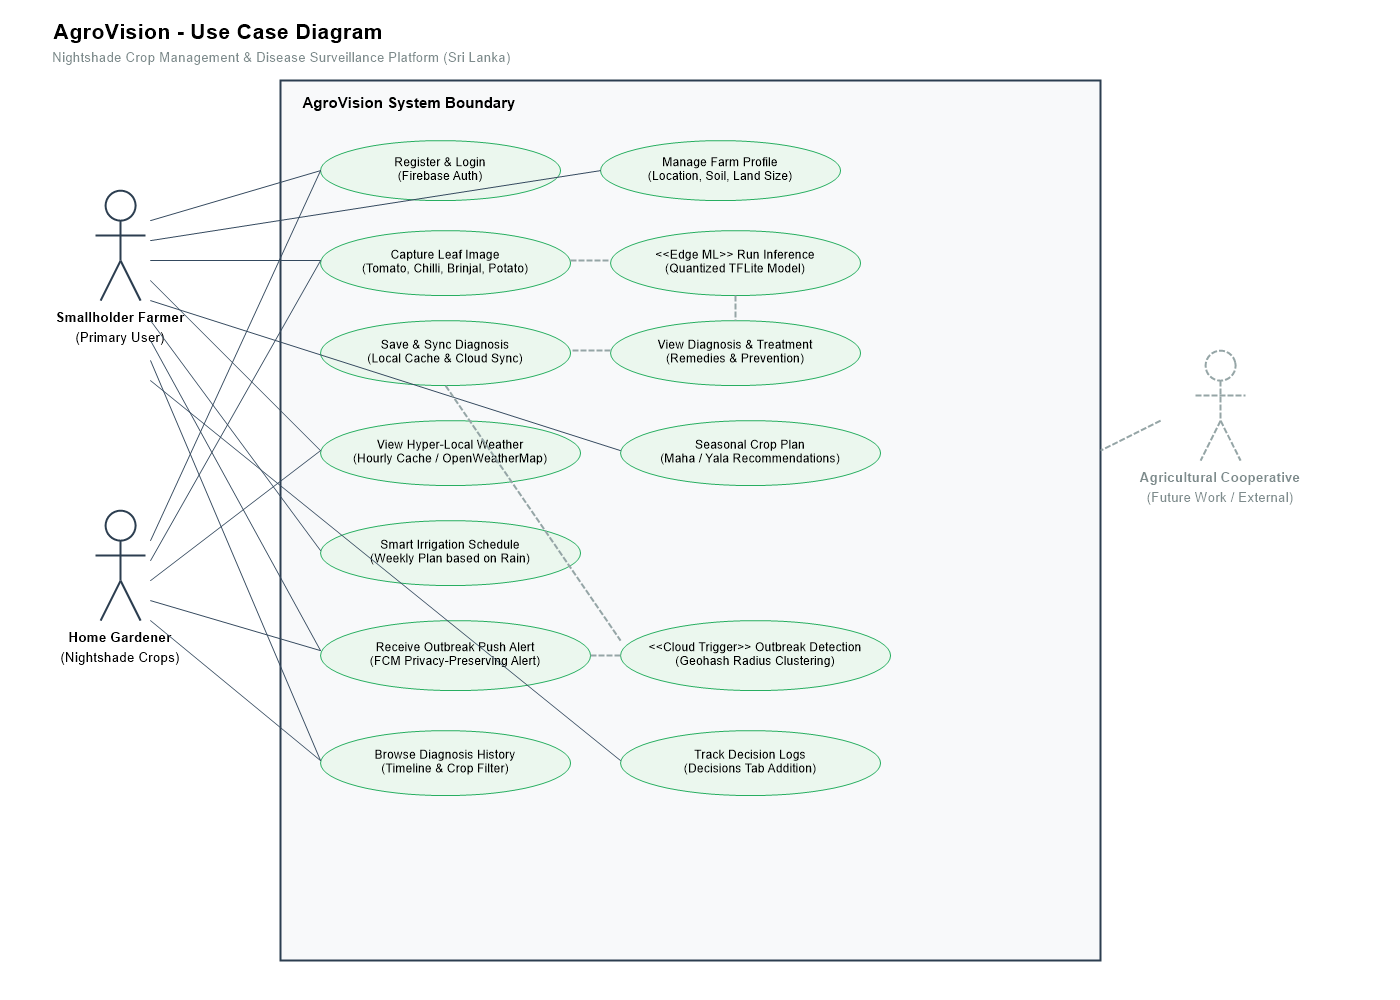 AgroVision - Use Case Diagram
Nightshade Crop Management & Disease Surveillance Platform (Sri Lanka)
AgroVision System Boundary
Register & Login
(Firebase Auth)
Manage Farm Profile
(Location, Soil, Land Size)
Capture Leaf Image
(Tomato, Chilli, Brinjal, Potato)
<<Edge ML>> Run Inference
(Quantized TFLite Model)
Smallholder Farmer
(Primary User)
Save & Sync Diagnosis
(Local Cache & Cloud Sync)
View Diagnosis & Treatment
(Remedies & Prevention)
View Hyper-Local Weather
(Hourly Cache / OpenWeatherMap)
Seasonal Crop Plan
(Maha / Yala Recommendations)
Agricultural Cooperative
(Future Work / External)
Smart Irrigation Schedule
(Weekly Plan based on Rain)
Home Gardener
(Nightshade Crops)
Receive Outbreak Push Alert
(FCM Privacy-Preserving Alert)
<<Cloud Trigger>> Outbreak Detection
(Geohash Radius Clustering)
Browse Diagnosis History
(Timeline & Crop Filter)
Track Decision Logs
(Decisions Tab Addition)